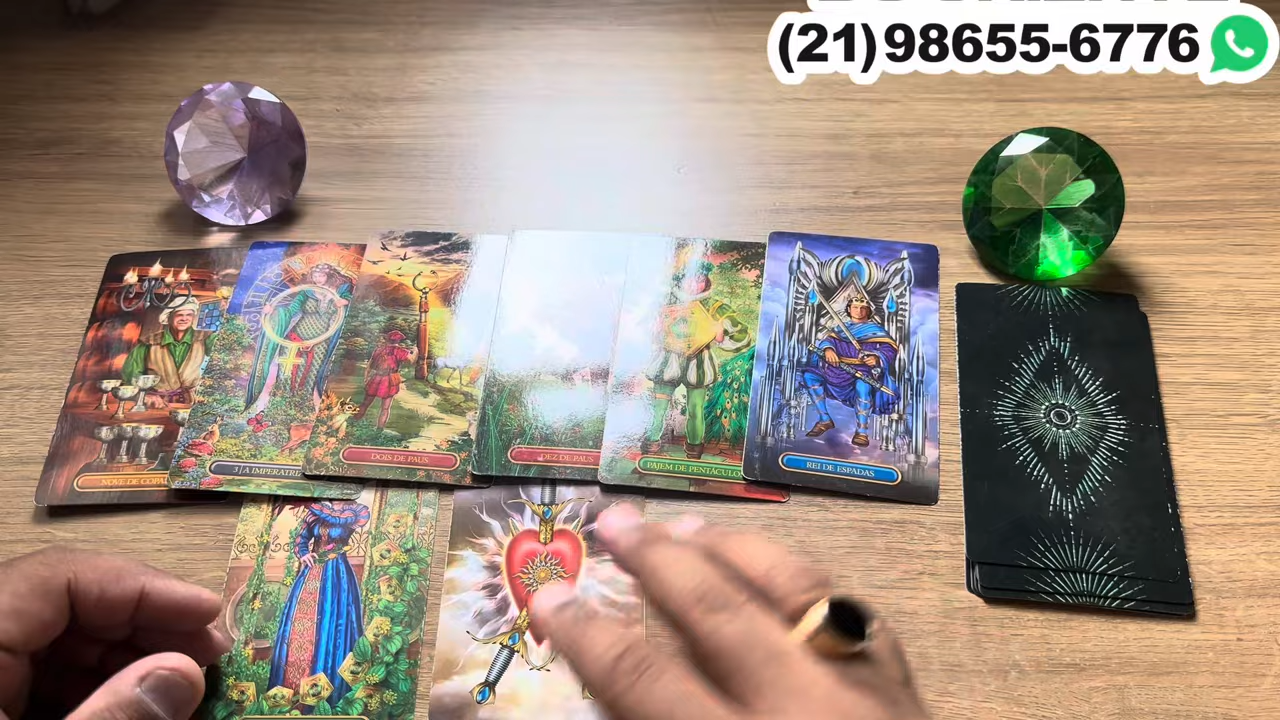 (21)98655-6776
NOVE DE COPAS
3 | A IMPERATRIZ
DOIS DE PAUS
DEZ DE PAUS
PAJEM DE PENTÁCULOS
REI DE ESPADAS